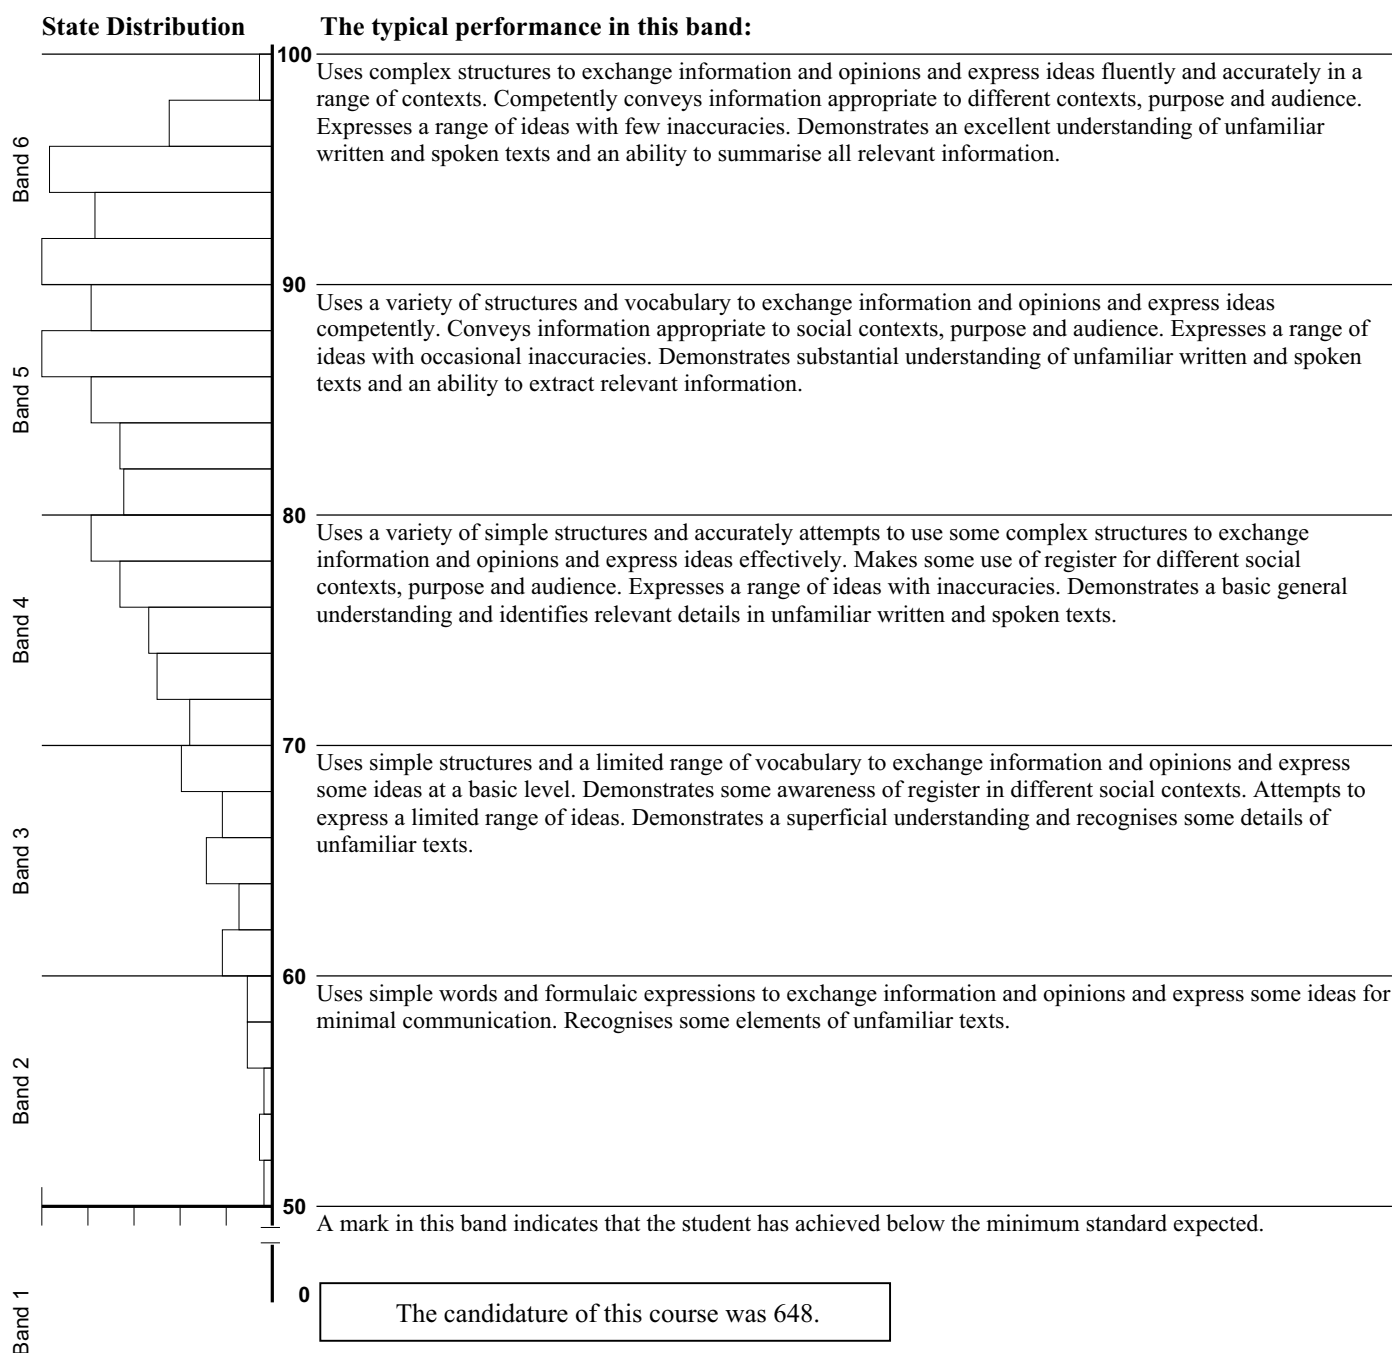 State Distribution
The typical performance in this band:
100
Uses complex structures to exchange information and opinions and express ideas fluently and accurately in a
range of contexts. Competently conveys information appropriate to different contexts, purpose and audience.
Expresses a range of ideas with few inaccuracies. Demonstrates an excellent understanding of unfamiliar
written and spoken texts and an ability to summarise all relevant information.
Band 6
90
Uses a variety of structures and vocabulary to exchange information and opinions and express ideas
competently. Conveys information appropriate to social contexts, purpose and audience. Expresses a range of
ideas with occasional inaccuracies. Demonstrates substantial understanding of unfamiliar written and spoken
texts and an ability to extract relevant information.
Band 5
80
Uses a variety of simple structures and accurately attempts to use some complex structures to exchange
information and opinions and express ideas effectively. Makes some use of register for different social
contexts, purpose and audience. Expresses a range of ideas with inaccuracies. Demonstrates a basic general
understanding and identifies relevant details in unfamiliar written and spoken texts.
Band 4
70
Uses simple structures and a limited range of vocabulary to exchange information and opinions and express
some ideas at a basic level. Demonstrates some awareness of register in different social contexts. Attempts to
express a limited range of ideas. Demonstrates a superficial understanding and recognises some details of
unfamiliar texts.
Band 3
60
Uses simple words and formulaic expressions to exchange information and opinions and express some ideas for
minimal communication. Recognises some elements of unfamiliar texts.
Band 2
50
A mark in this band indicates that the student has achieved below the minimum standard expected.
0
The candidature of this course was 648.
Band 1